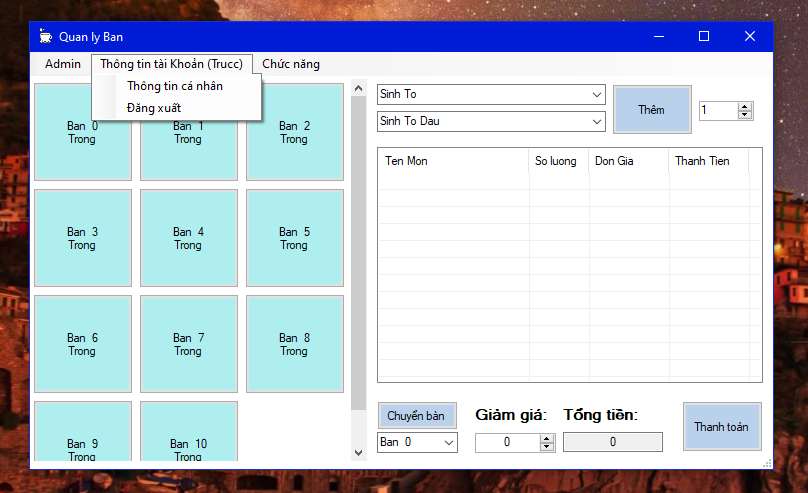 Quan ly Ban
Admin
Thông tin tài Khoản (Trucc)
Chức năng
Thông tin cá nhân
Đăng xuất
Ban 0
Trong
Ban 1
Trong
Ban 2
Trong
Ban 3
Trong
Ban 4
Trong
Ban 5
Trong
Ban 6
Trong
Ban 7
Trong
Ban 8
Trong
Ban 9
Trong
Ban 10
Trong
Sinh To
Sinh To Dau
Thêm
1
Ten Mon
So luong
Don Gia
Thanh Tien
Chuyển bàn
Ban 0
Giảm giá:
0
Tổng tiền:
0
Thanh toán